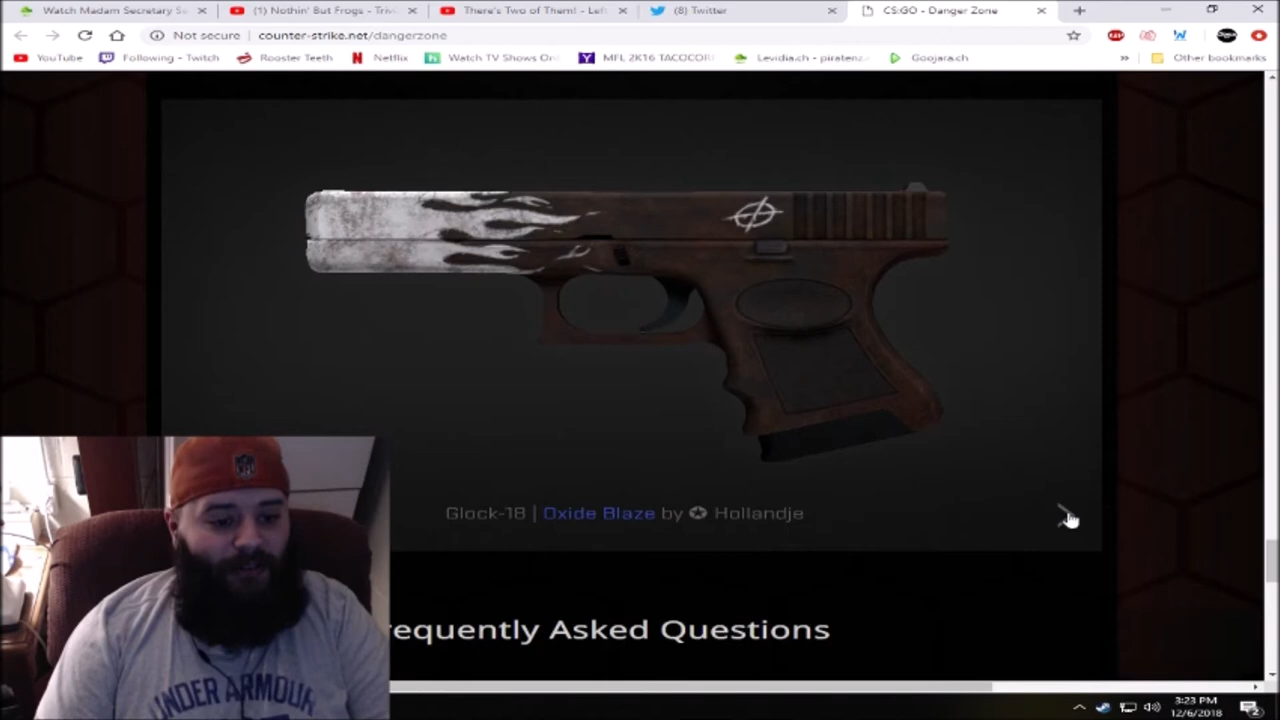 Watch Madam Secretary Se
(1) Nothin' But Frogs - Trivi
There's Two of Them! - Left
(8) Twitter
CS:GO - Danger Zone
Not secure | counter-strike.net/dangerzone
YouTube Following - Twitch Rooster Teeth Netflix Watch TV Shows On MFL 2K16 TACOCOR Levidia.ch - piratenz Goojara.ch » Other bookmarks
Glock-18 | Oxide Blaze by Hollandje
requently Asked Questions
UNDER ARMOUR
3:23 PM
12/6/2018
2